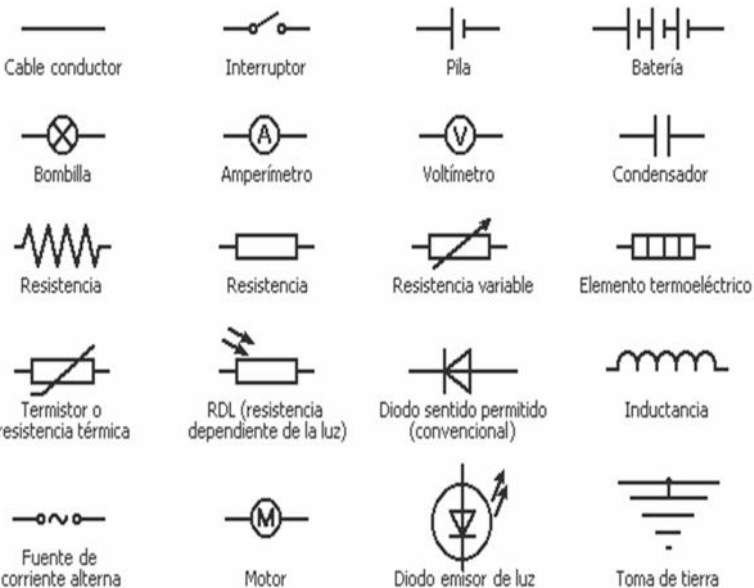 Cable conductor
Interruptor
Pila
Batería
Bombilla
A
Amperímetro
V
Voltímetro
Condensador
Resistencia
Resistencia
Resistencia variable
Elemento termoeléctrico
Termistor o
resistencia térmica
RDL (resistencia
dependiente de la luz)
Diodo sentido permitido
(convencional)
Inductancia
Fuente de
corriente alterna
M
Motor
Diodo emisor de luz
Toma de tierra